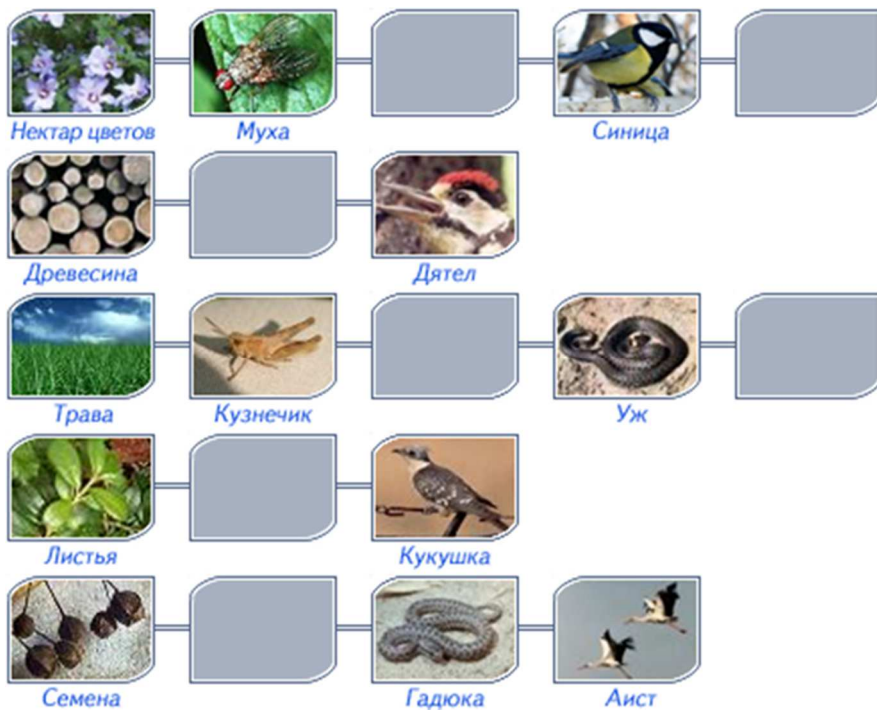 Нектар цветов Муха Синица
Древесина Дятел
Трава Кузнечик Уж
Листья Кукушка
Семена Гадюка Аист